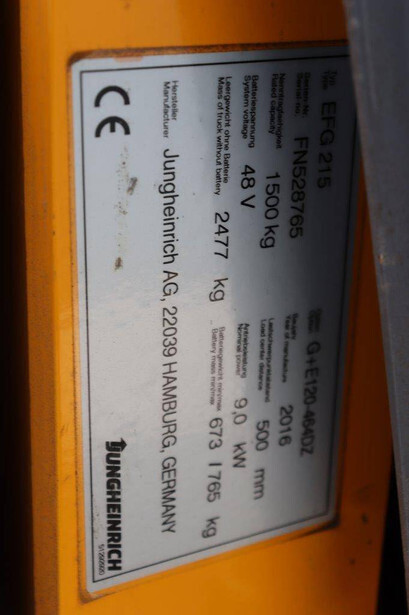 Typ
Type EFG 215 G+E120-464DZ
Serien-Nr. Baujahr
Serial no. FN528765 Year of manufacture 2016
Nenntragfähigkeit Lastschwerpunktabstand
Rated capacity 1500 kg Load center distance 500 mm
Batteriespannung Antriebsleistung
System voltage 48 V Nominal power 9,0 kW
Leergewicht ohne Batterie Batteriegewicht min/max
Mass of truck without battery 2477 kg Battery mass min/max 673 / 765 kg
Hersteller
Manufacturer Jungheinrich AG, 22039 HAMBURG, GERMANY
CE JUNGHEINRICH